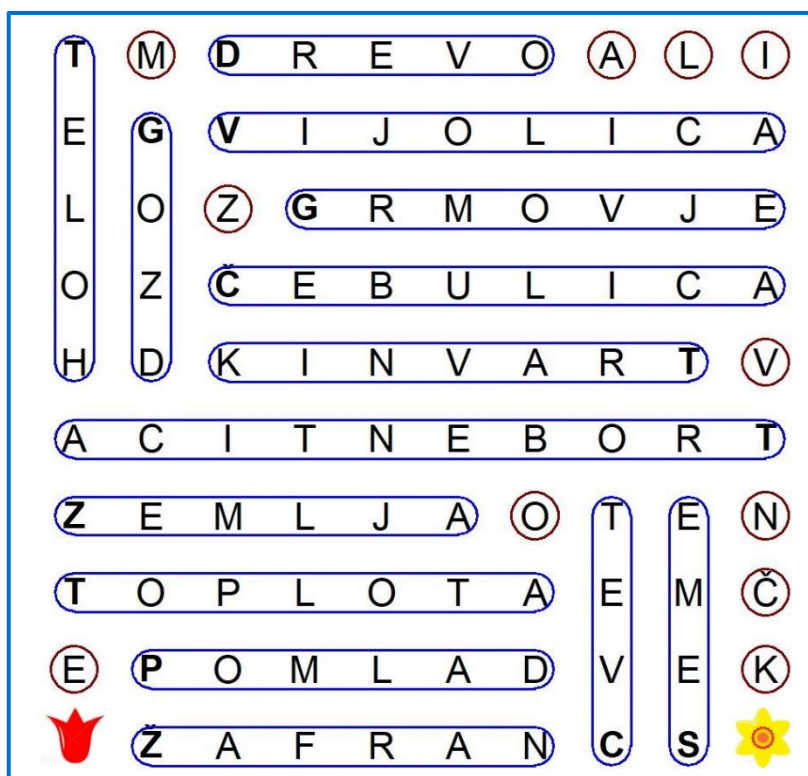 T M D R E V O A L I
E G V I J O L I C A
L O Z G R M O V J E
O Z Č E B U L I C A
H D K I N V A R T V
A C I T N E B O R T
Z E M L J A O T E N
T O P L O T A E M Č
E P O M L A D V E K
Ž A F R A N C S